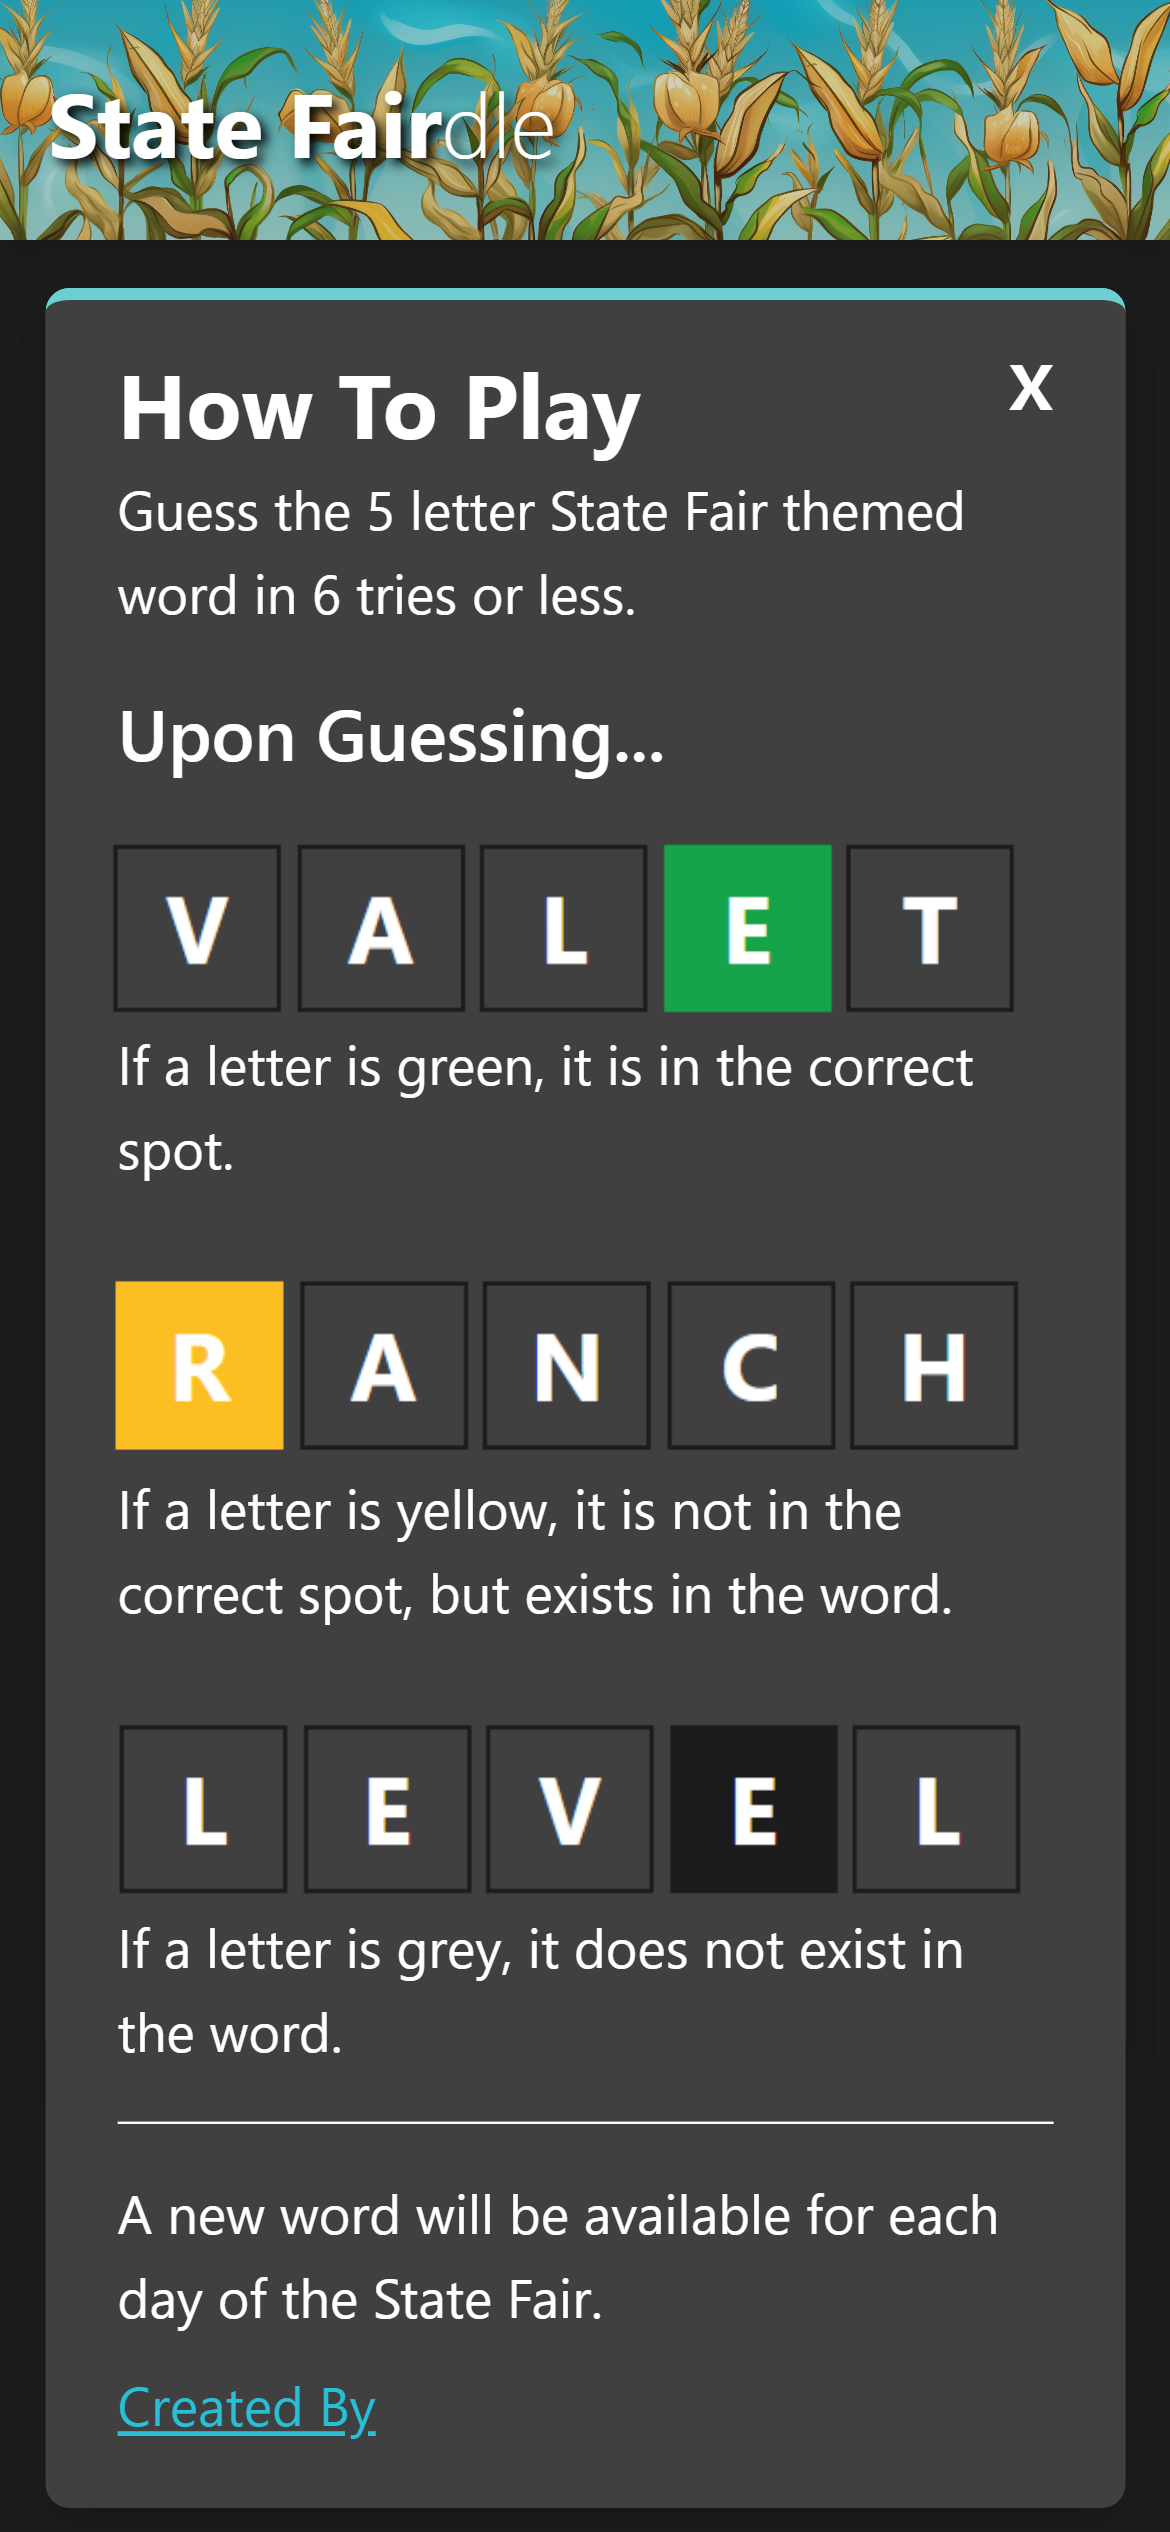 State Fairdle
How To Play
X
Guess the 5 letter State Fair themed
word in 6 tries or less.
Upon Guessing...
V A L E T
If a letter is green, it is in the correct
spot.
R A N C H
If a letter is yellow, it is not in the
correct spot, but exists in the word.
L E V E L
If a letter is grey, it does not exist in
the word.
A new word will be available for each
day of the State Fair.
Created By